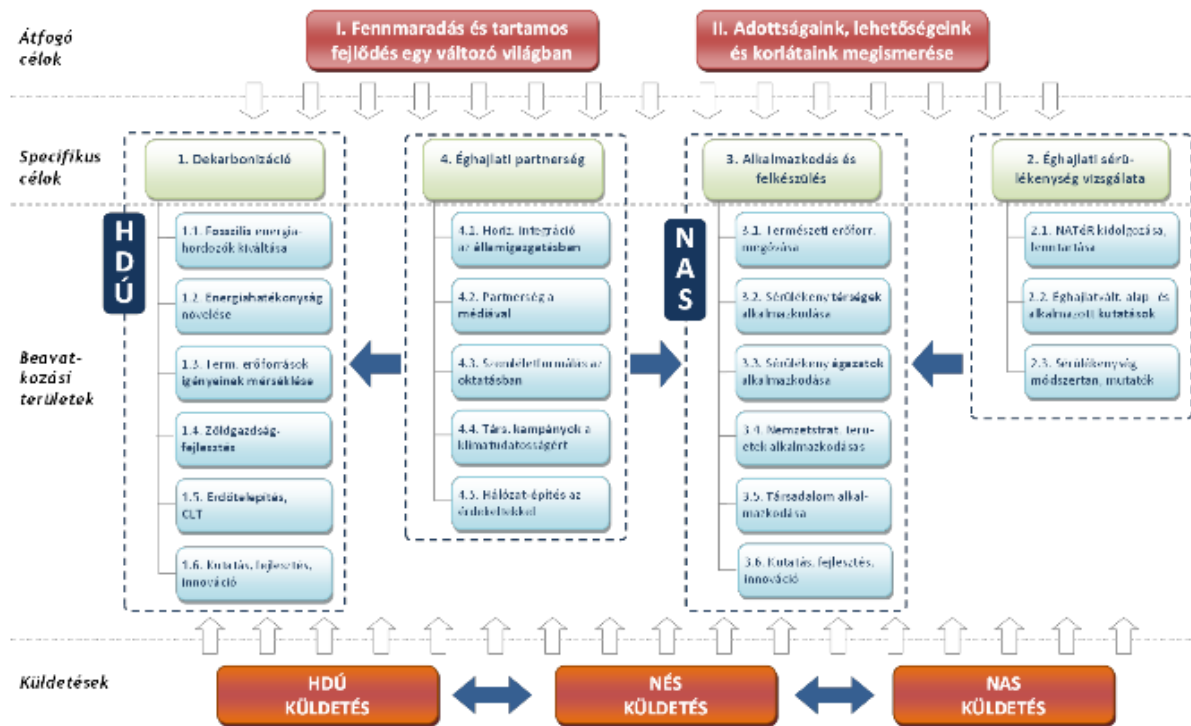 Átfogó
célok
I. Fennmaradás és tartamos
fejlődés egy változó világban
II. Adottságaink, lehetőségeink
és korlátaink megismerése
Specifikus
célok
1. Dekarbonizáció
4. Éghajlati partnerség
3. Alkalmazkodás és
felkészülés
2. Éghajlati sérü-
lékenység vizsgálata
Beavat-
kozási
területek
HDÚ
1.1. Fosszilis energia-
hordozók kiváltása
1.2. Energiahatékonyság
növelése
1.3. Term. erőforrások
igényeinek mérséklése
1.4. Zöldgazdság-
fejlesztés
1.5. Erdőtelepítés,
CLT
1.6. Kutatás, fejlesztés,
innováció
4.1. Horiz. integráció
az államigazgatásban
4.2. Partnerség a
médiával
4.3. Szemléletformálás az
oktatásban
4.4. Társ. kampányok a
klímatudatosságért
4.5. Hálózat-építés az
érdekeltekkel
NAS
3.1. Természeti erőforr.
megóvása
3.2. Sérülékeny térségek
alkalmazkodása
3.3. Sérülékeny ágazatok
alkalmazkodása
3.4. Nemzetstrat. terü-
etek alkalmazkodásas
3.5. Társadalom alkal-
mazkodása
3.6. Kutatás, fejlesztés,
innováció
2.1. NATéR kidolgozása,
fenntartása
2.2. Éghajlatvált. alap- és
alkalmazott kutatások
2.3. Sérülékenység
módszertan, mutatók
Küldetések
HDÚ
KÜLDETÉS
NÉS
KÜLDETÉS
NAS
KÜLDETÉS